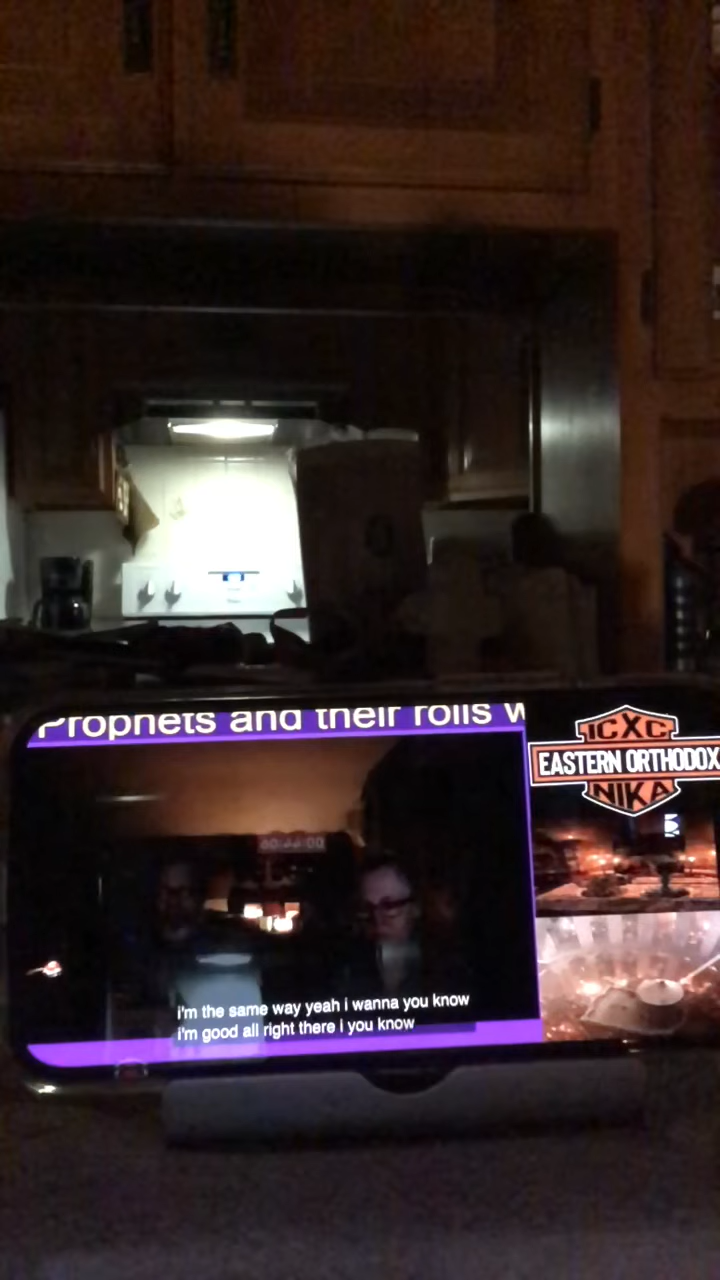 Prophets and their rolls w
ICXC
EASTERN ORTHODOX
NIKA
i'm the same way yeah i wanna you know
i'm good all right there i you know